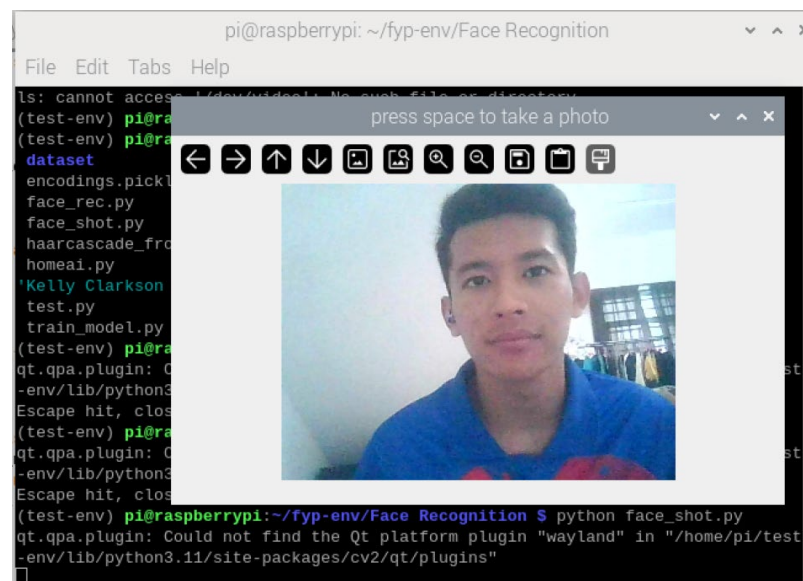 pi@raspberrypi: ~/fyp-env/Face Recognition
File Edit Tabs Help
ls: cannot access '/dev/video': No such file or directory
(test-env) pi@ra
press space to take a photo
(test-env) pi@ra
dataset
encodings.pickl
face_rec.py
face_shot.py
haarcascade_fro
homeai.py
'Kelly Clarkson
test.py
train_model.py
(test-env) pi@ra
qt.qpa.plugin: C
st
-env/lib/python3
Escape hit, clos
(test-env) pi@ra
qt.qpa.plugin: C
st
-env/lib/python3
Escape hit, clos
(test-env) pi@raspberrypi:~/fyp-env/Face Recognition $ python face_shot.py
qt.qpa.plugin: Could not find the Qt platform plugin "wayland" in "/home/pi/test
-env/lib/python3.11/site-packages/cv2/qt/plugins"